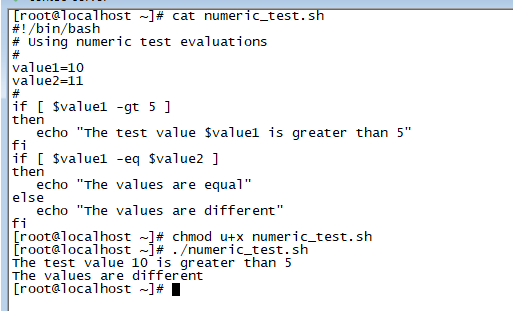 [root@localhost ~]# cat numeric_test.sh
#!/bin/bash
# Using numeric test evaluations
#
value1=10
value2=11
#
if [ $value1 -gt 5 ]
then
   echo "The test value $value1 is greater than 5"
fi
if [ $value1 -eq $value2 ]
then
   echo "The values are equal"
else
   echo "The values are different"
fi
[root@localhost ~]# chmod u+x numeric_test.sh
[root@localhost ~]# ./numeric_test.sh
The test value 10 is greater than 5
The values are different
[root@localhost ~]#